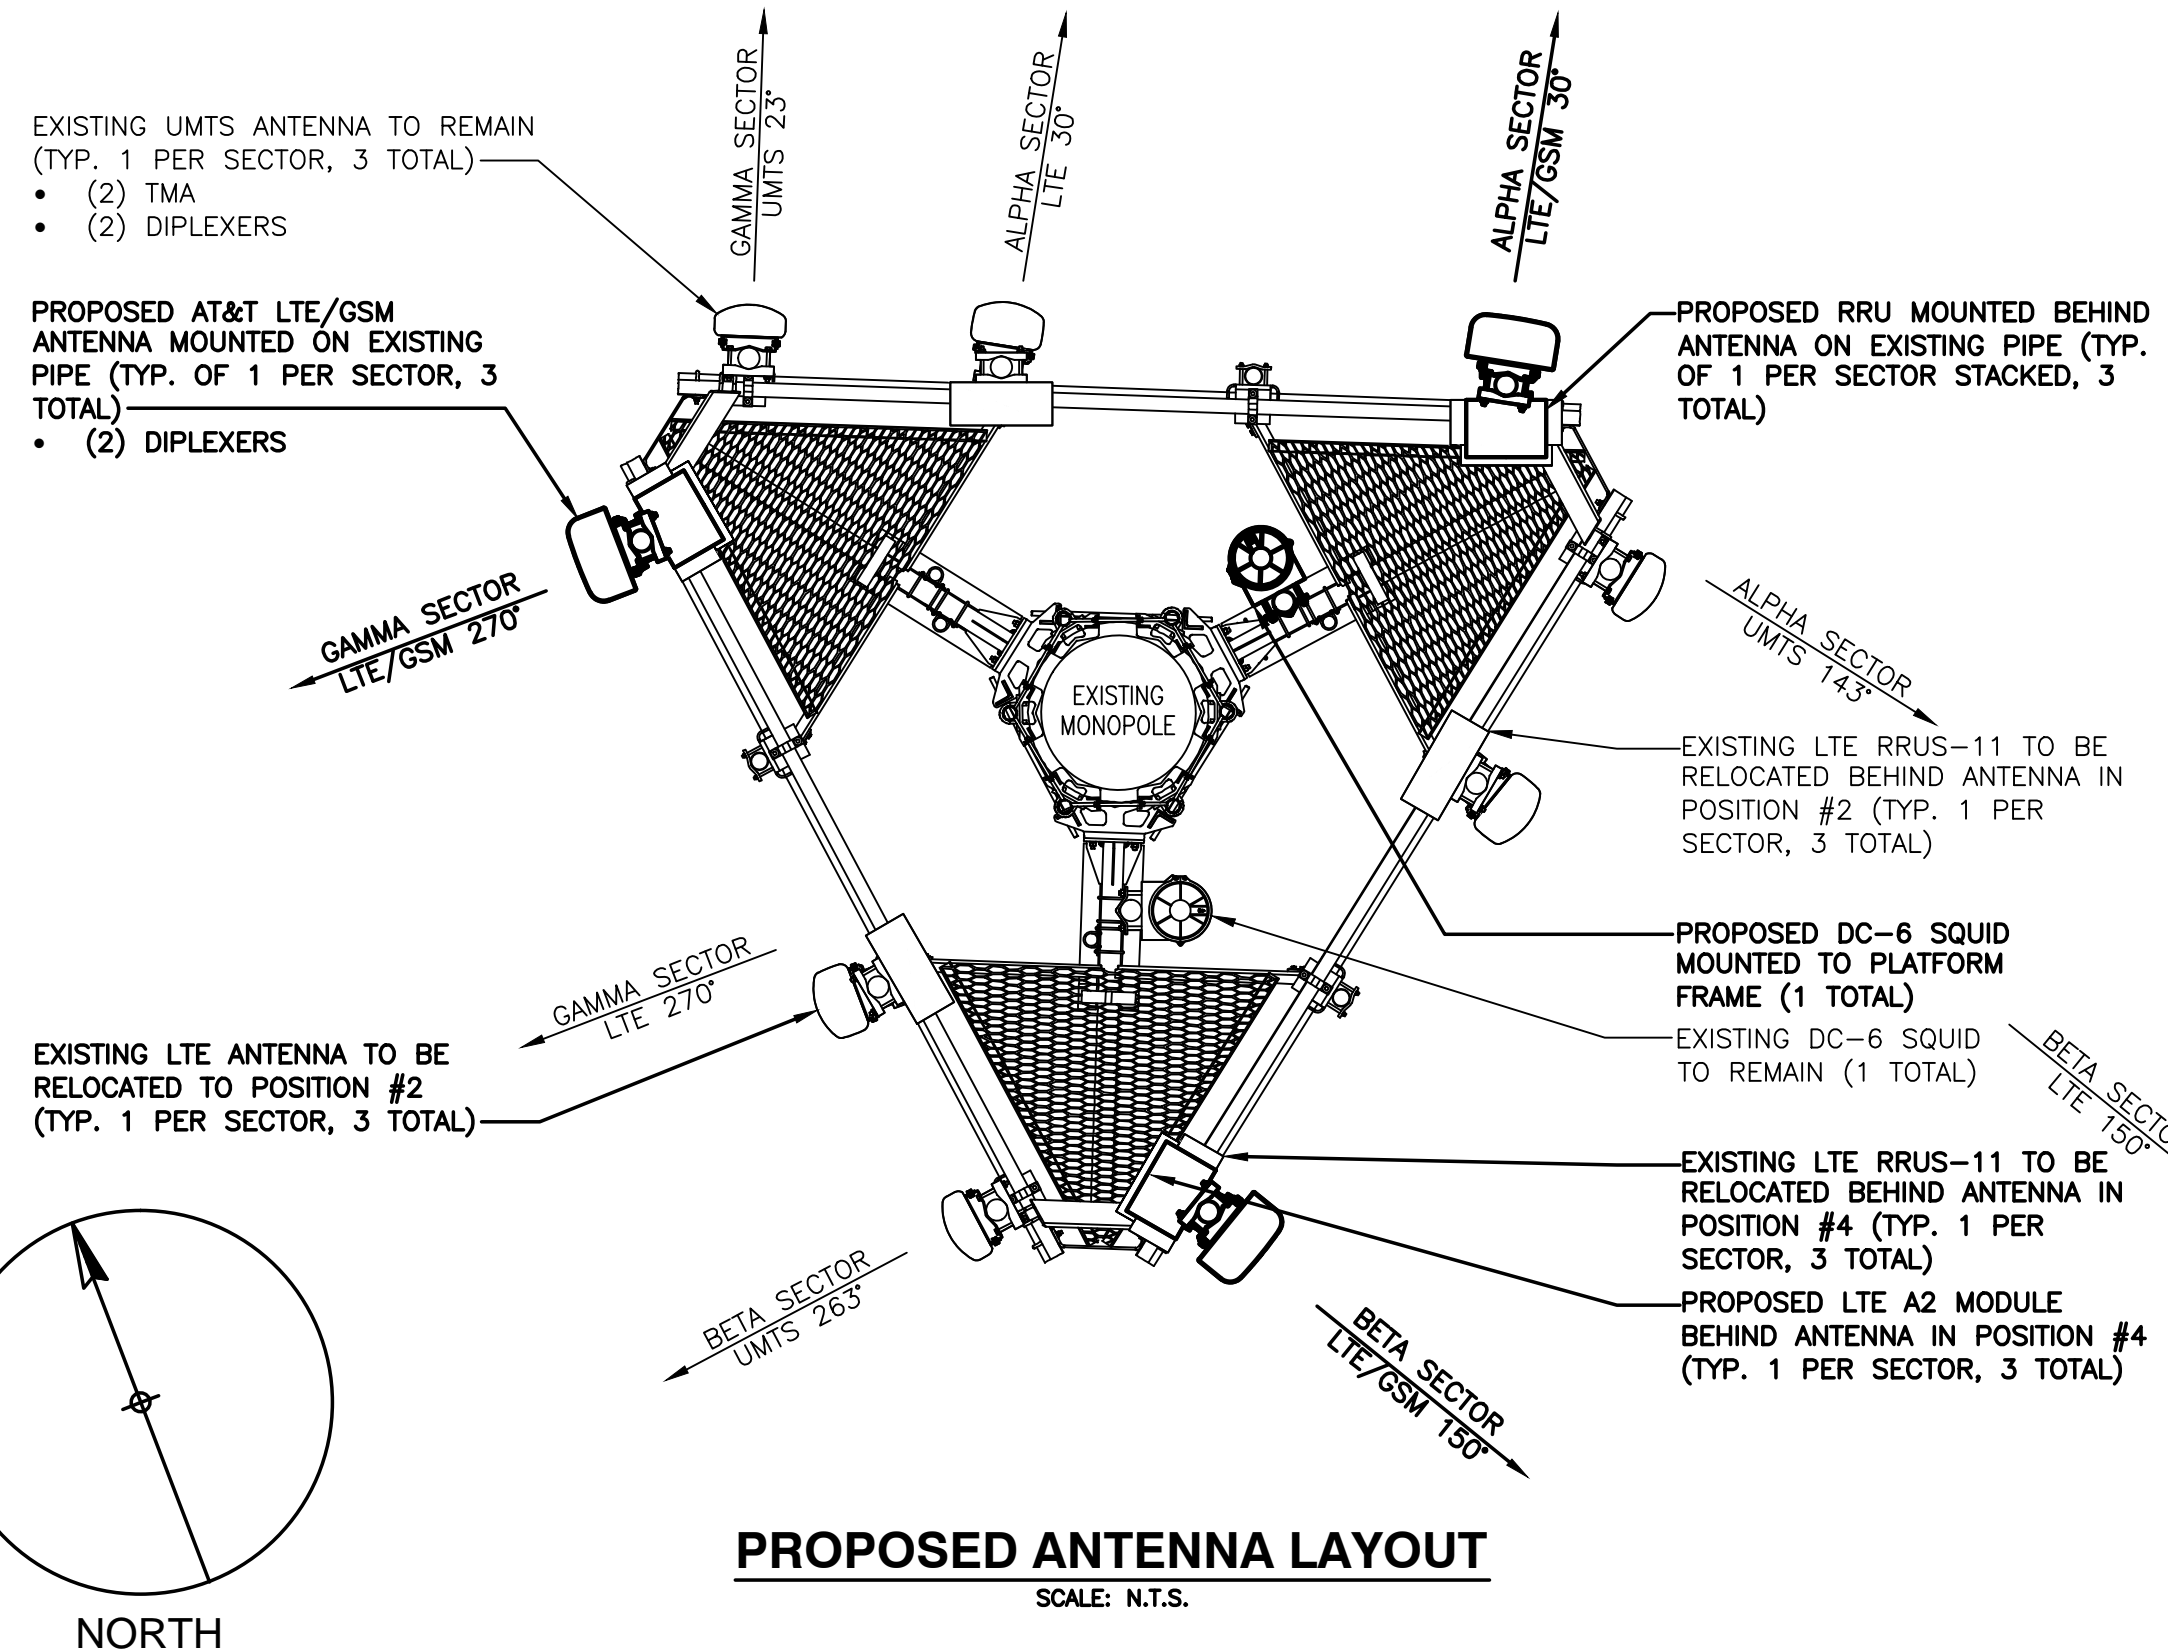 GAMMA SECTOR
UMTS 23°
ALPHA SECTOR
LTE 30°
ALPHA SECTOR
LTE/GSM 30°
EXISTING UMTS ANTENNA TO REMAIN
(TYP. 1 PER SECTOR, 3 TOTAL)
• (2) TMA
• (2) DIPLEXERS
PROPOSED AT&T LTE/GSM
ANTENNA MOUNTED ON EXISTING
PIPE (TYP. OF 1 PER SECTOR, 3
TOTAL)
• (2) DIPLEXERS
PROPOSED RRU MOUNTED BEHIND
ANTENNA ON EXISTING PIPE (TYP.
OF 1 PER SECTOR STACKED, 3
TOTAL)
GAMMA SECTOR
LTE/GSM 270°
ALPHA SECTOR
UMTS 143°
EXISTING
MONOPOLE
EXISTING LTE RRUS-11 TO BE
RELOCATED BEHIND ANTENNA IN
POSITION #2 (TYP. 1 PER
SECTOR, 3 TOTAL)
PROPOSED DC-6 SQUID
MOUNTED TO PLATFORM
FRAME (1 TOTAL)
EXISTING DC-6 SQUID
TO REMAIN (1 TOTAL)
GAMMA SECTOR
LTE 270°
EXISTING LTE ANTENNA TO BE
RELOCATED TO POSITION #2
(TYP. 1 PER SECTOR, 3 TOTAL)
BETA SECTO
LTE 150°
EXISTING LTE RRUS-11 TO BE
RELOCATED BEHIND ANTENNA IN
POSITION #4 (TYP. 1 PER
SECTOR, 3 TOTAL)
PROPOSED LTE A2 MODULE
BEHIND ANTENNA IN POSITION #4
(TYP. 1 PER SECTOR, 3 TOTAL)
BETA SECTOR
UMTS 263°
BETA SECTOR
LTE/GSM 150°
PROPOSED ANTENNA LAYOUT
SCALE: N.T.S.
NORTH